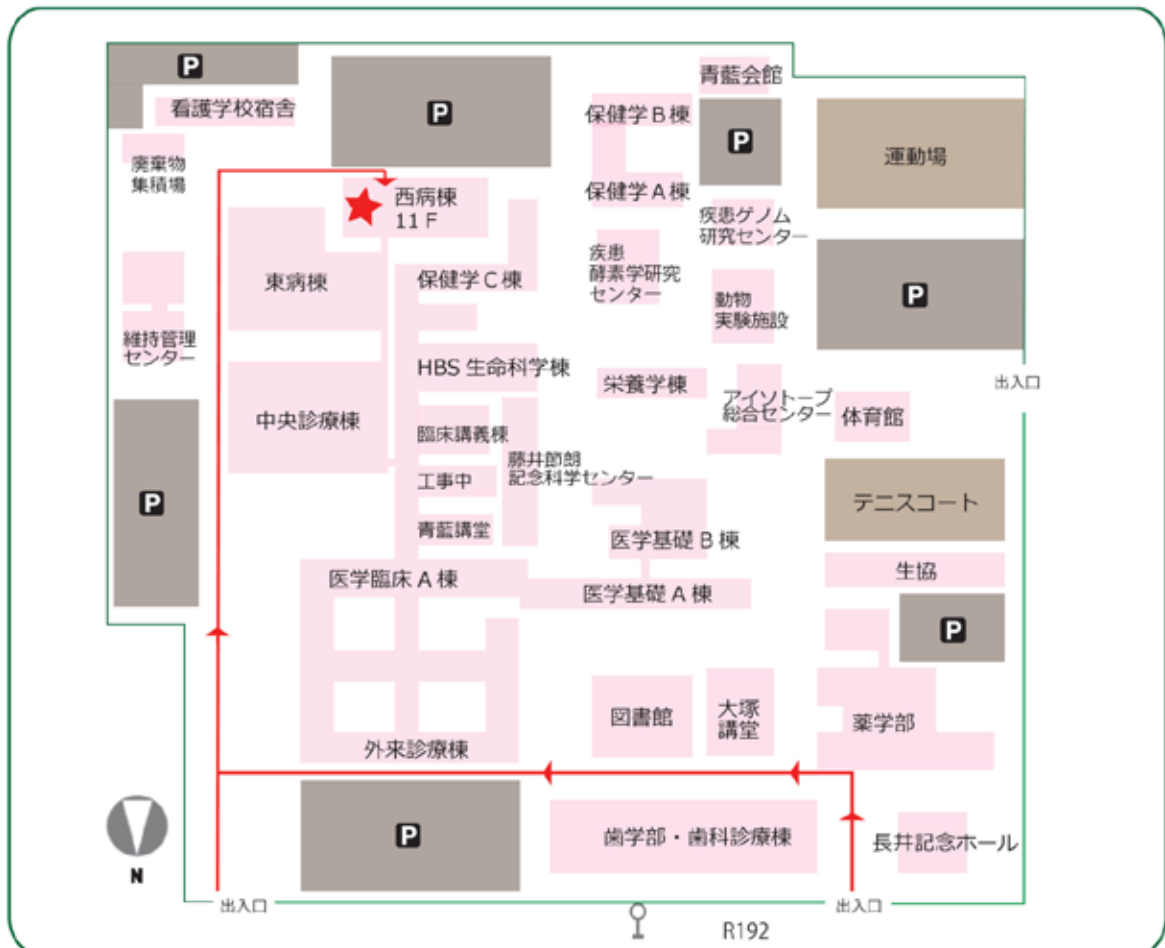 P
看護学校宿舎
P
青藍会館
保健学B棟
P
運動場
廃棄物
集積場
保健学A棟
西病棟
11F
疾患ゲノム
研究センター
疾患
酵素学研究
センター
東病棟
保健学C棟
P
動物
実験施設
維持管理
センター
HBS 生命科学棟
栄養学棟
出入口
アイソトープ
総合センター
体育館
中央診療棟
臨床講義棟
藤井節朗
記念科学センター
工事中
P
テニスコート
青藍講堂
医学基礎B棟
医学臨床A棟
生協
医学基礎A棟
P
図書館
大塚
講堂
薬学部
外来診療棟
P
歯学部・歯科診療棟
長井記念ホール
N
出入口
出入口
R192